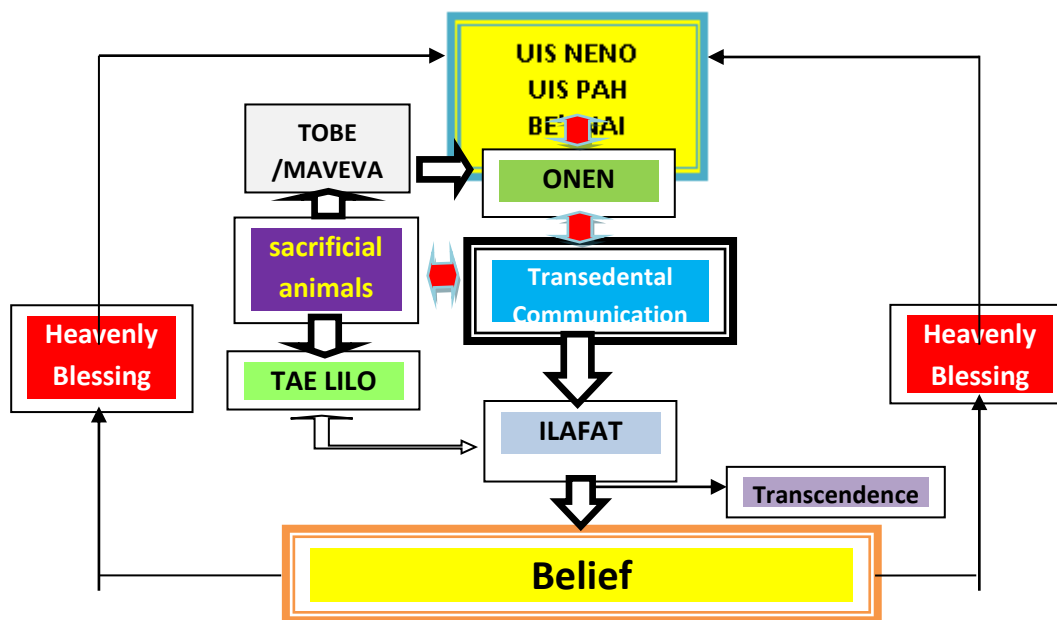 UIS NENO
UIS PAH
TOBE
/MAVEVA
ONEN
sacrificial
animals
Transedental
Communication
Heavenly
Blessing
Heavenly
Blessing
TAE LILO
ILAFAT
Transcendence
Belief